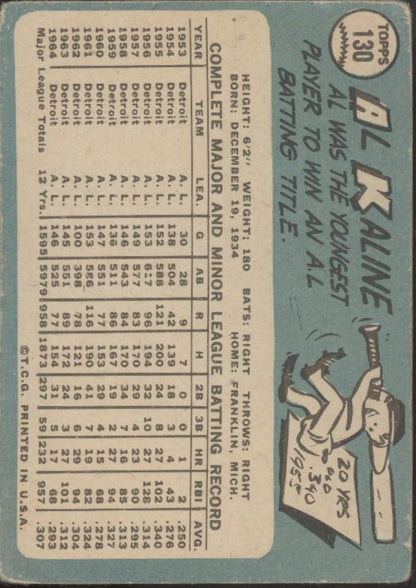 TOPPS
130
AL KALINE
AL WAS THE YOUNGEST
PLAYER TO WIN AN A.L
BATTING TITLE.
20 YRS
OLD
.340
1955
HEIGHT: 6'2" WEIGHT: 180 BATS: RIGHT THROWS: RIGHT
BORN: DECEMBER 19, 1934 HOME: FRANKLIN, MICH.
COMPLETE MAJOR AND MINOR LEAGUE BATTING RECORD
YEAR TEAM LEA. G AB R H 2B 3B HR RBI AVG.
1953 Detroit A. L. 30 28 9 7 0 0 1 2 .250
1954 Detroit A. L. 138 504 42 139 18 3 4 43 .276
1955 Detroit A. L. 152 588 121 200 24 8 27 102 .340
1956 Detroit A. L. 153 617 96 194 32 10 27 128 .314
1957 Detroit A. L. 149 577 83 170 29 4 23 90 .295
1958 Detroit A. L. 146 543 84 170 34 7 16 85 .313
1959 Detroit A. L. 136 511 86 167 19 2 27 94 .327
1960 Detroit A. L. 147 551 77 153 29 4 15 68 .278
1961 Detroit A. L. 153 586 116 190 41 7 19 82 .324
1962 Detroit A. L. 100 398 78 121 16 6 29 94 .304
1963 Detroit A. L. 145 551 89 172 24 3 27 101 .312
1964 Detroit A. L. 146 525 77 154 31 5 17 68 .293
Major League Totals 12 Yrs. 1595 5979 958 1837 297 59 232 957 .307
© T.C.G. PRINTED IN U.S.A.